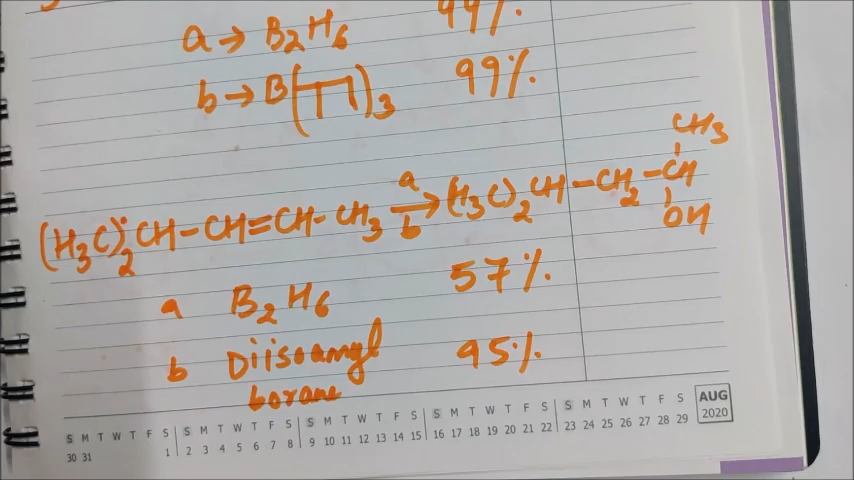 a → B2H6 99%.
b → B( )3 99%.
(H3C)2CH-CH=CH-CH3 a→b (H3C)2CH-CH2-CH(CH3)-OH
a B2H6 57%.
b Diisoamyl borane 95%.
S M T W T F S S M T W T F S S M T W T F S S M T W T F S S M T W T F S AUG
30 31 1 2 3 4 5 6 7 8 9 10 11 12 13 14 15 16 17 18 19 20 21 22 23 24 25 26 27 28 29 2020